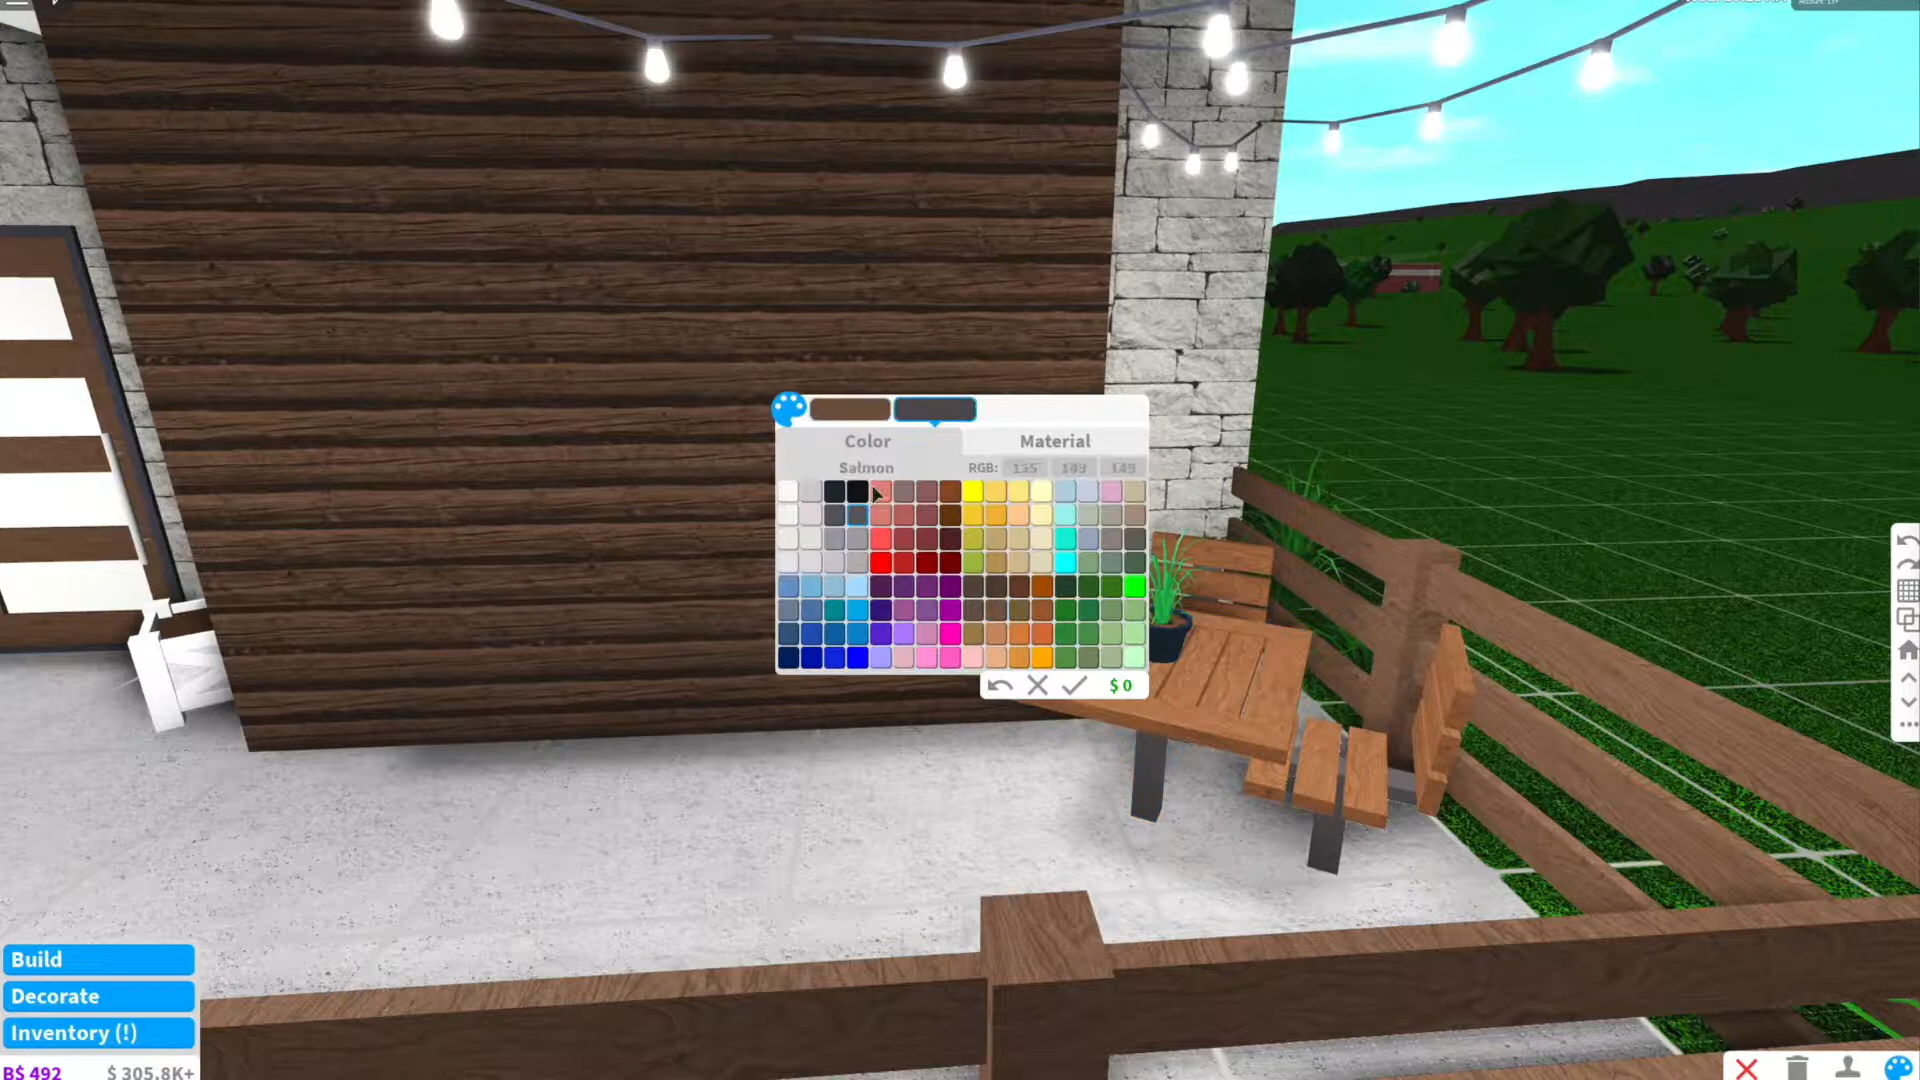 Color
Material
Salmon
RGB:
Build
Decorate
Inventory (!)
B$ 492
$ 305.8K+
$ 0